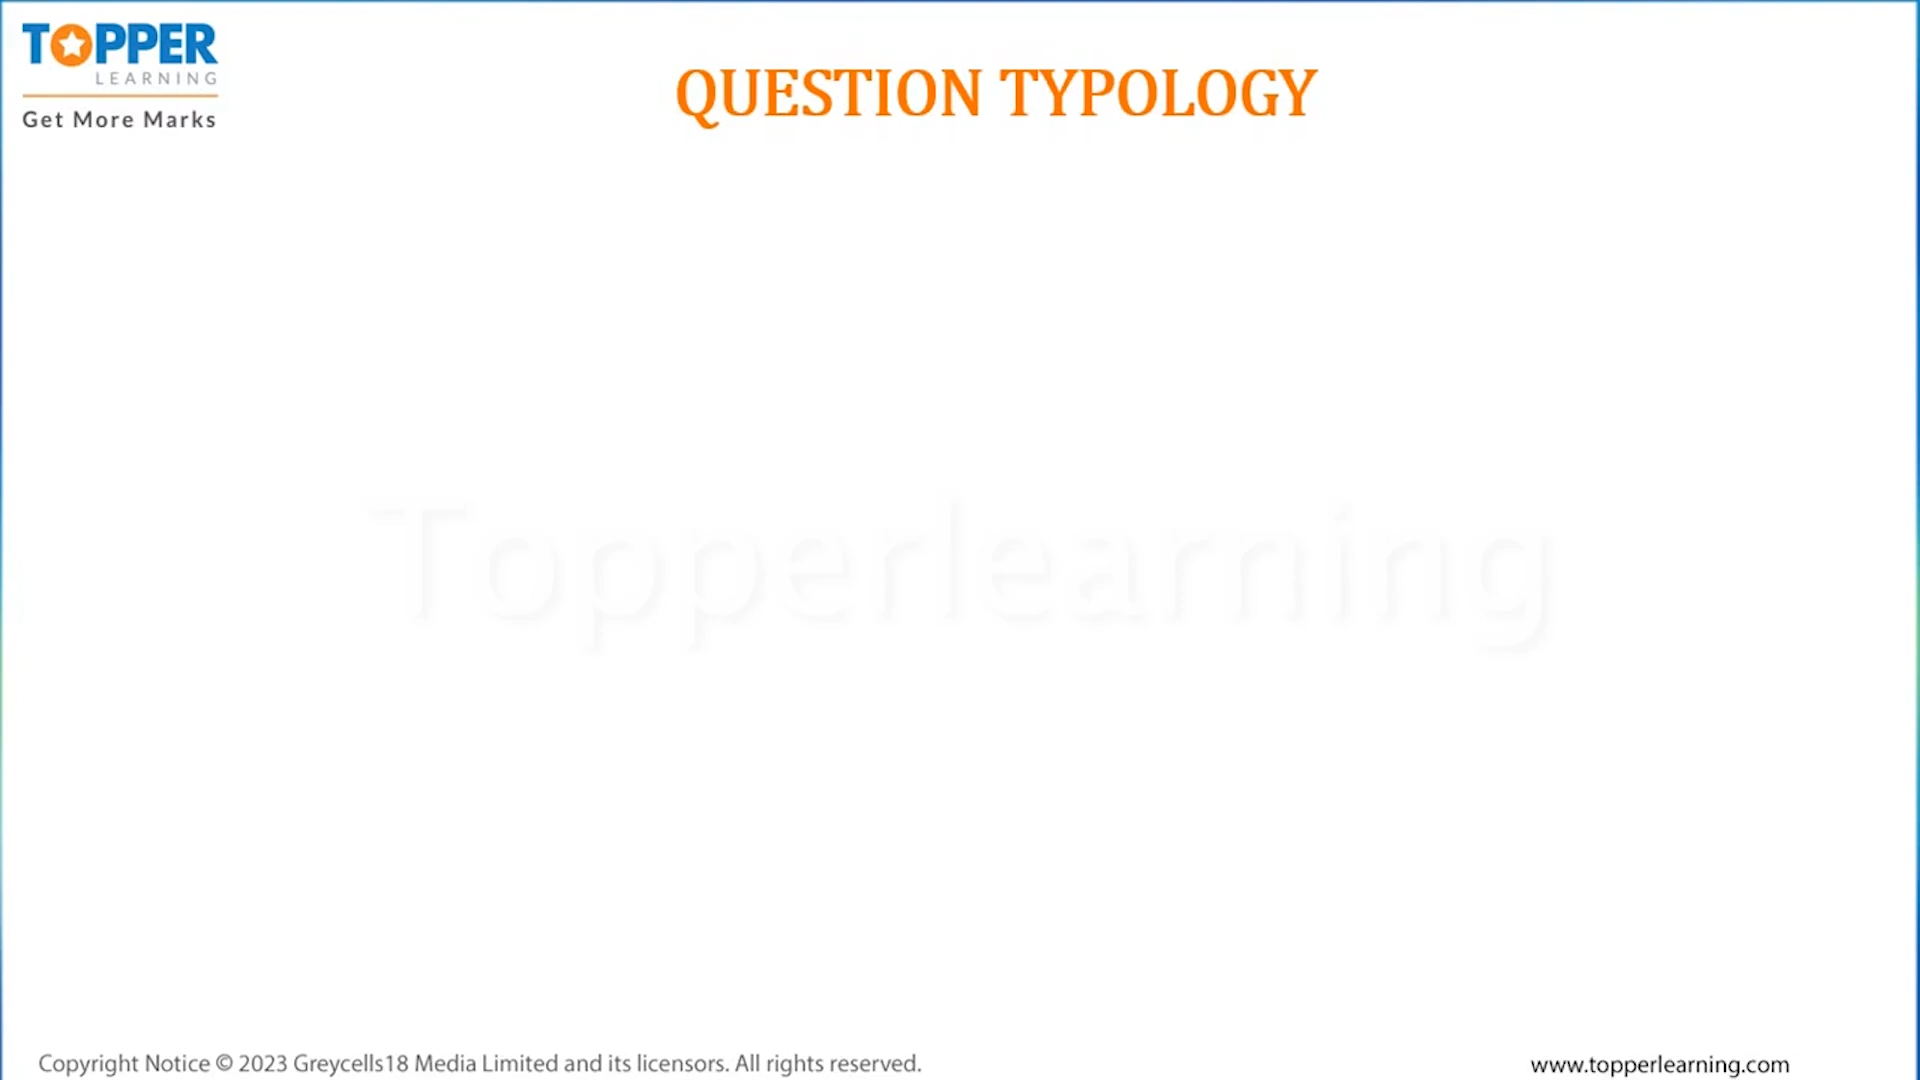 TOPPER
LEARNING
Get More Marks
QUESTION TYPOLOGY
Topperlearning
Copyright Notice © 2023 Greycells18 Media Limited and its licensors. All rights reserved.
www.topperlearning.com